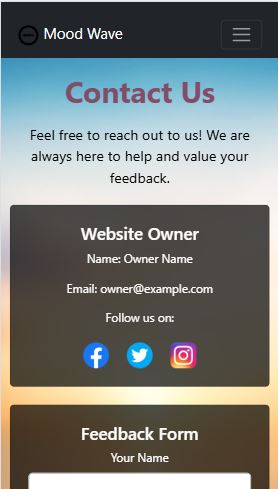 Mood Wave
Contact Us
Feel free to reach out to us! We are
always here to help and value your
feedback.
Website Owner
Name: Owner Name
Email: owner@example.com
Follow us on:
Feedback Form
Your Name